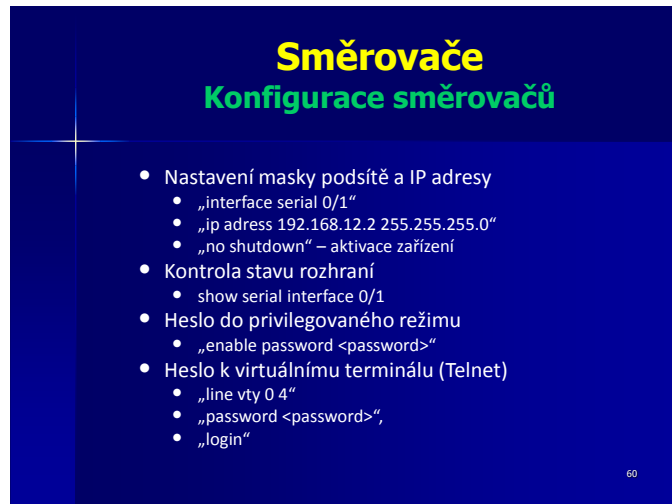 Směrovače
Konfigurace směrovačů
• Nastavení masky podsítě a IP adresy
• „interface serial 0/1“
• „ip adress 192.168.12.2 255.255.255.0“
• „no shutdown“ – aktivace zařízení
• Kontrola stavu rozhraní
• show serial interface 0/1
• Heslo do privilegovaného režimu
• „enable password <password>“
• Heslo k virtuálnímu terminálu (Telnet)
• „line vty 0 4“
• „password <password>“,
• „login“
60